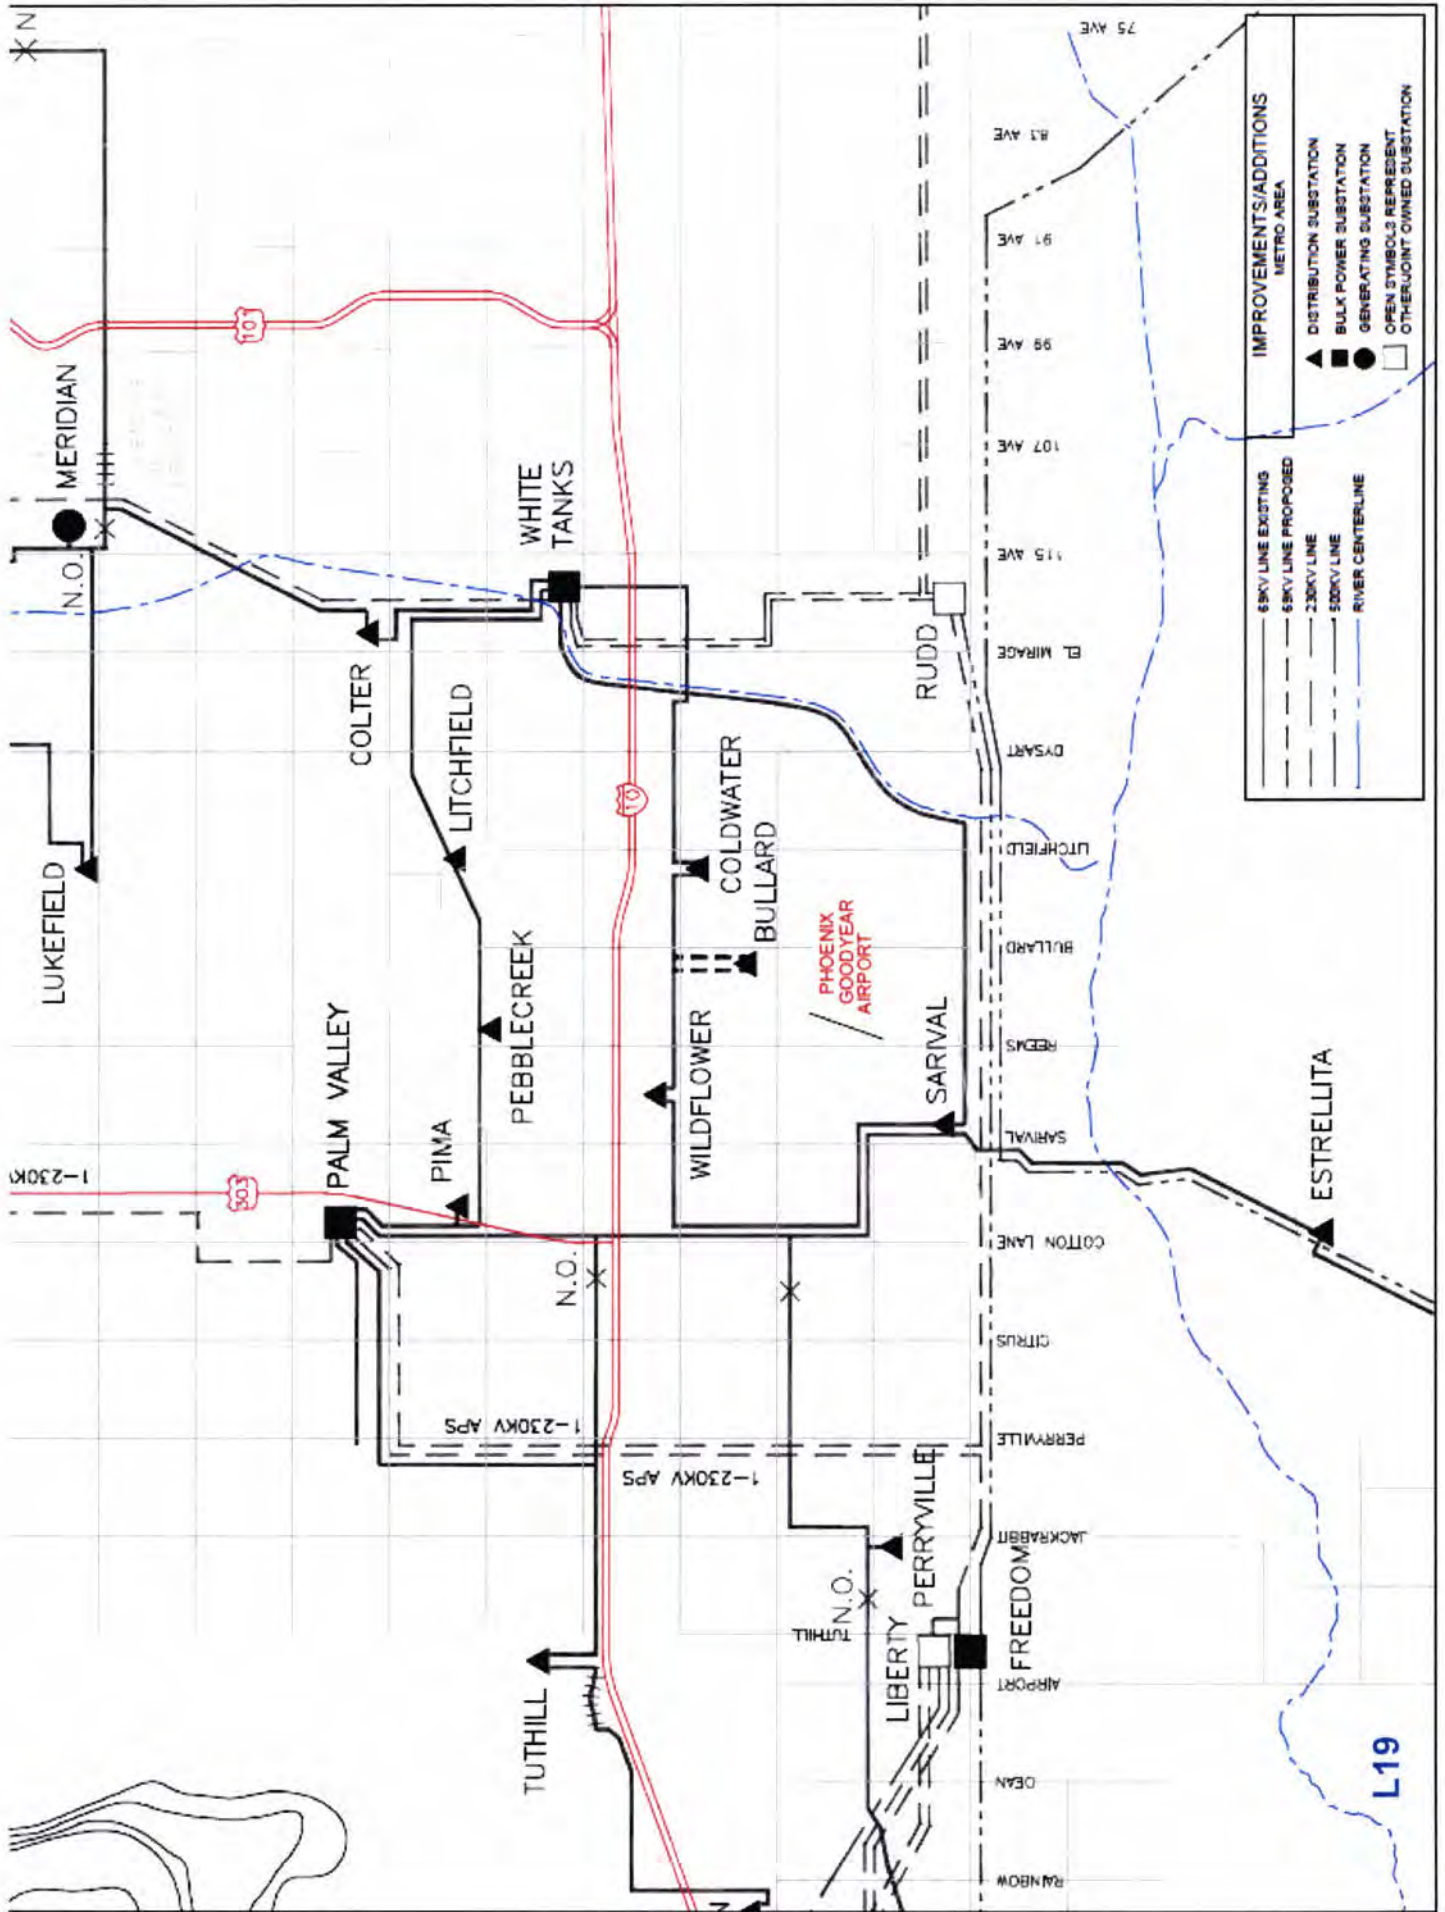 N
MERIDIAN
N.O.
101
WHITE
TANKS
COLTER
LITCHFIELD
LUKEFIELD
10
COLDWATER
BULLARD
PEBBLECREEK
PALM VALLEY
PIMA
WILDFLOWER
PHOENIX
GOODYEAR
AIRPORT
SARIVAL
RUDD
ESTRELLITA
303
1-230K
N.O.
1-230KV APS
1-230KV APS
PERRYVILLE
N.O.
TUTHILL
LIBERTY
FREEDOM
TUTHILL
N
75 AVE
83 AVE
91 AVE
99 AVE
107 AVE
115 AVE
EL MIRAGE
DYSART
LITCHFIELD
BULLARD
REEMS
SARIVAL
COTTON LANE
CITRUS
PERRYVILLE
JACKRABBIT
AIRPORT
DEAN
RAINBOW
IMPROVEMENTS/ADDITIONS
METRO AREA
DISTRIBUTION SUBSTATION
BULK POWER SUBSTATION
GENERATING SUBSTATION
OPEN SYMBOLS REPRESENT
OTHER/JOINT OWNED SUBSTATION
69KV LINE EXISTING
69KV LINE PROPOSED
230KV LINE
500KV LINE
RIVER CENTERLINE
L19